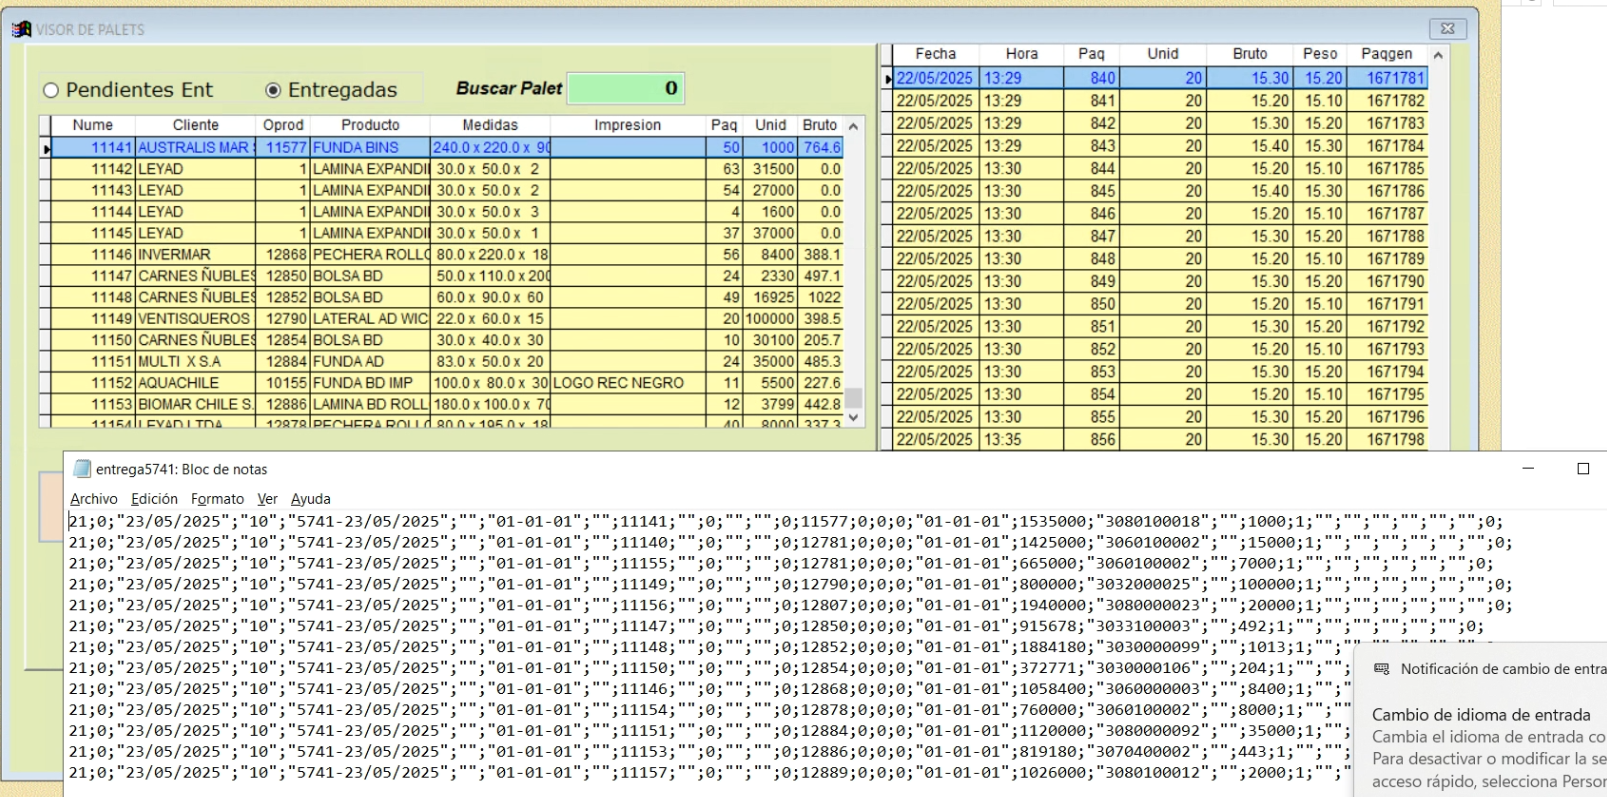 VISOR DE PALETS
Pendientes Ent Entregadas Buscar Palet 0
Nume Cliente Oprod Producto Medidas Impresion Paq Unid Bruto
11141 AUSTRALIS MAR 11577 FUNDA BINS 240.0 x 220.0 x 90 50 1000 764.6
11142 LEYAD 1 LAMINA EXPANDI 30.0 x 50.0 x 2 63 31500 0.0
11143 LEYAD 1 LAMINA EXPANDI 30.0 x 50.0 x 2 54 27000 0.0
11144 LEYAD 1 LAMINA EXPANDI 30.0 x 50.0 x 3 4 1600 0.0
11145 LEYAD 1 LAMINA EXPANDI 30.0 x 50.0 x 1 37 37000 0.0
11146 INVERMAR 12868 PECHERA ROLLO 80.0 x 220.0 x 18 56 8400 388.1
11147 CARNES ÑUBLES 12850 BOLSA BD 50.0 x 110.0 x 200 24 2330 497.1
11148 CARNES ÑUBLES 12852 BOLSA BD 60.0 x 90.0 x 60 49 16925 1022
11149 VENTISQUEROS 12790 LATERAL AD WIC 22.0 x 60.0 x 15 20 100000 398.5
11150 CARNES ÑUBLES 12854 BOLSA BD 30.0 x 40.0 x 30 10 30100 205.7
11151 MULTI X S.A 12884 FUNDA AD 83.0 x 50.0 x 20 24 35000 485.3
11152 AQUACHILE 10155 FUNDA BD IMP 100.0 x 80.0 x 30 LOGO REC NEGRO 11 5500 227.6
11153 BIOMAR CHILE S. 12886 LAMINA BD ROLL 180.0 x 100.0 x 70 12 3799 442.8
11154 LEYAD LTDA 12878 PECHERA ROLLO 80.0 x 195.0 x 18 40 8000 337.3
Fecha Hora Paq Unid Bruto Peso Paqgen
22/05/2025 13:29 840 20 15.30 15.20 1671781
22/05/2025 13:29 841 20 15.20 15.10 1671782
22/05/2025 13:29 842 20 15.30 15.20 1671783
22/05/2025 13:29 843 20 15.40 15.30 1671784
22/05/2025 13:30 844 20 15.20 15.10 1671785
22/05/2025 13:30 845 20 15.40 15.30 1671786
22/05/2025 13:30 846 20 15.20 15.10 1671787
22/05/2025 13:30 847 20 15.30 15.20 1671788
22/05/2025 13:30 848 20 15.20 15.10 1671789
22/05/2025 13:30 849 20 15.30 15.20 1671790
22/05/2025 13:30 850 20 15.20 15.10 1671791
22/05/2025 13:30 851 20 15.30 15.20 1671792
22/05/2025 13:30 852 20 15.20 15.10 1671793
22/05/2025 13:30 853 20 15.30 15.20 1671794
22/05/2025 13:30 854 20 15.20 15.10 1671795
22/05/2025 13:30 855 20 15.30 15.20 1671796
22/05/2025 13:35 856 20 15.30 15.20 1671798
entrega5741: Bloc de notas
Archivo Edición Formato Ver Ayuda
21;0;"23/05/2025";"10";"5741-23/05/2025";"";"01-01-01";"";11141;"";0;"";"";0;11577;0;0;0;"01-01-01";1535000;"3080100018";"";1000;1;"";"";"";"";"";"";0;
21;0;"23/05/2025";"10";"5741-23/05/2025";"";"01-01-01";"";11140;"";0;"";"";0;12781;0;0;0;"01-01-01";1425000;"3060100002";"";15000;1;"";"";"";"";"";"";0;
21;0;"23/05/2025";"10";"5741-23/05/2025";"";"01-01-01";"";11155;"";0;"";"";0;12781;0;0;0;"01-01-01";665000;"3060100002";"";7000;1;"";"";"";"";"";"";0;
21;0;"23/05/2025";"10";"5741-23/05/2025";"";"01-01-01";"";11149;"";0;"";"";0;12790;0;0;0;"01-01-01";800000;"3032000025";"";100000;1;"";"";"";"";"";"";0;
21;0;"23/05/2025";"10";"5741-23/05/2025";"";"01-01-01";"";11156;"";0;"";"";0;12807;0;0;0;"01-01-01";1940000;"3080000023";"";20000;1;"";"";"";"";"";"";0;
21;0;"23/05/2025";"10";"5741-23/05/2025";"";"01-01-01";"";11147;"";0;"";"";0;12850;0;0;0;"01-01-01";915678;"3033100003";"";492;1;"";"";"";"";"";"";0;
21;0;"23/05/2025";"10";"5741-23/05/2025";"";"01-01-01";"";11148;"";0;"";"";0;12852;0;0;0;"01-01-01";1884180;"3030000099";"";1013;1;"";
21;0;"23/05/2025";"10";"5741-23/05/2025";"";"01-01-01";"";11150;"";0;"";"";0;12854;0;0;0;"01-01-01";372771;"3030000106";"";204;1;"";"";
21;0;"23/05/2025";"10";"5741-23/05/2025";"";"01-01-01";"";11146;"";0;"";"";0;12868;0;0;0;"01-01-01";1058400;"3060000003";"";8400;1;"";"
21;0;"23/05/2025";"10";"5741-23/05/2025";"";"01-01-01";"";11154;"";0;"";"";0;12878;0;0;0;"01-01-01";760000;"3060100002";"";8000;1;"";""
21;0;"23/05/2025";"10";"5741-23/05/2025";"";"01-01-01";"";11151;"";0;"";"";0;12884;0;0;0;"01-01-01";1120000;"3080000092";"";35000;1;"";
21;0;"23/05/2025";"10";"5741-23/05/2025";"";"01-01-01";"";11153;"";0;"";"";0;12886;0;0;0;"01-01-01";819180;"3070400002";"";443;1;"";"";
21;0;"23/05/2025";"10";"5741-23/05/2025";"";"01-01-01";"";11157;"";0;"";"";0;12889;0;0;0;"01-01-01";1026000;"3080100012";"";2000;1;"";"
Notificación de cambio de entra
Cambio de idioma de entrada
Cambia el idioma de entrada co
Para desactivar o modificar la se
acceso rápido, selecciona Person